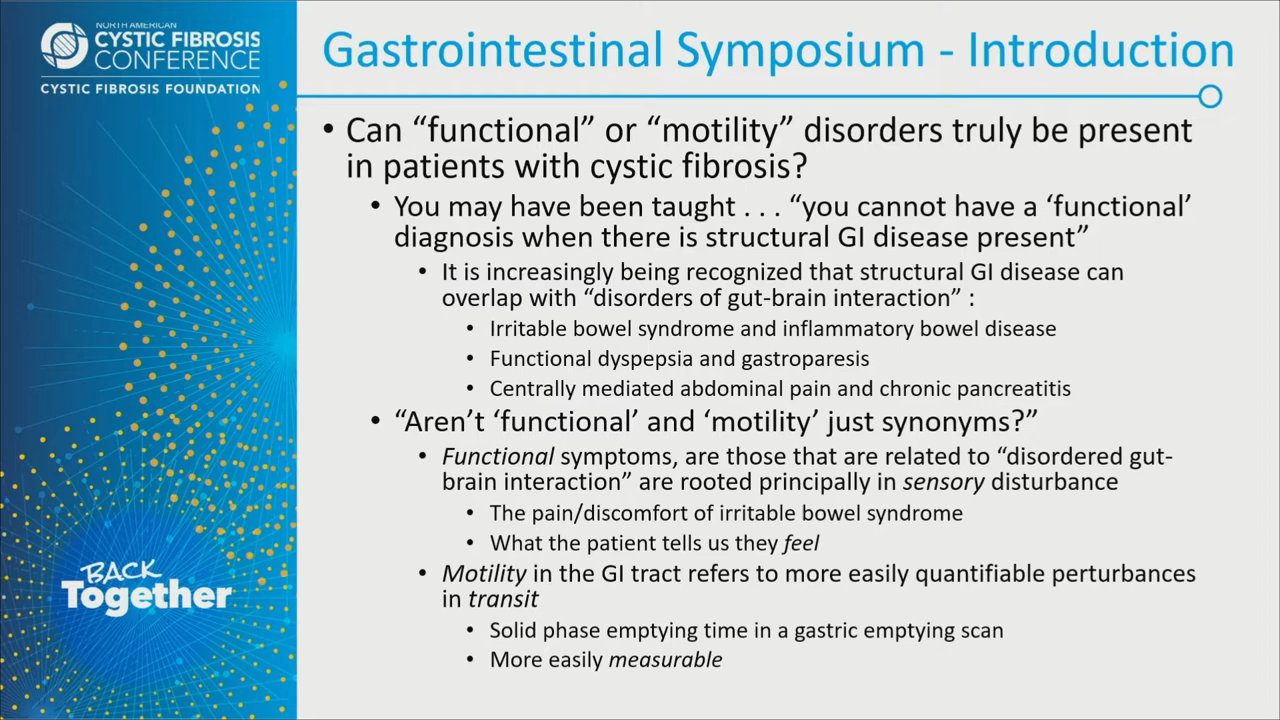 NORTH AMERICAN
CYSTIC FIBROSIS
CONFERENCE
CYSTIC FIBROSIS FOUNDATION
BACK
Together
Gastrointestinal Symposium - Introduction
• Can “functional” or “motility” disorders truly be present
in patients with cystic fibrosis?
• You may have been taught . . . “you cannot have a ‘functional’
diagnosis when there is structural GI disease present”
• It is increasingly being recognized that structural GI disease can
overlap with “disorders of gut-brain interaction” :
• Irritable bowel syndrome and inflammatory bowel disease
• Functional dyspepsia and gastroparesis
• Centrally mediated abdominal pain and chronic pancreatitis
• “Aren’t ‘functional’ and ‘motility’ just synonyms?”
• Functional symptoms, are those that are related to “disordered gut-
brain interaction” are rooted principally in sensory disturbance
• The pain/discomfort of irritable bowel syndrome
• What the patient tells us they feel
• Motility in the GI tract refers to more easily quantifiable perturbances
in transit
• Solid phase emptying time in a gastric emptying scan
• More easily measurable